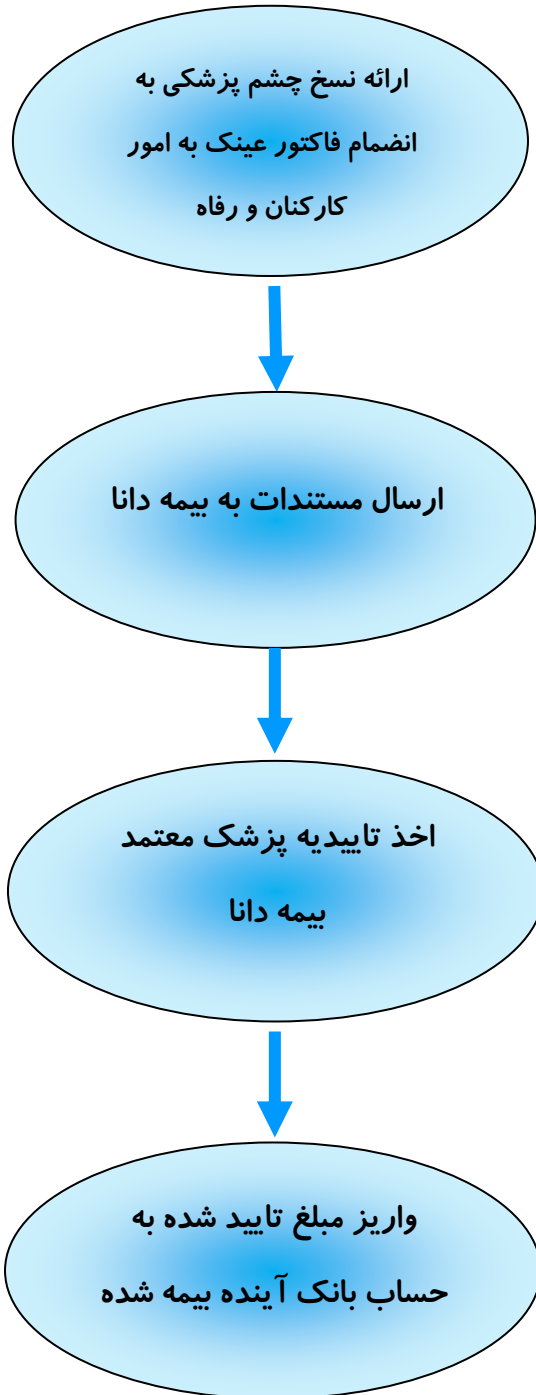 ارائه نسخ چشم پزشکی به
انضمام فاکتور عینک به امور
کارکنان و رفاه
ارسال مستندات به بیمه دانا
اخذ تاییدیه پزشک معتمد
بیمه دانا
واریز مبلغ تایید شده به
حساب بانک آینده بیمه شده